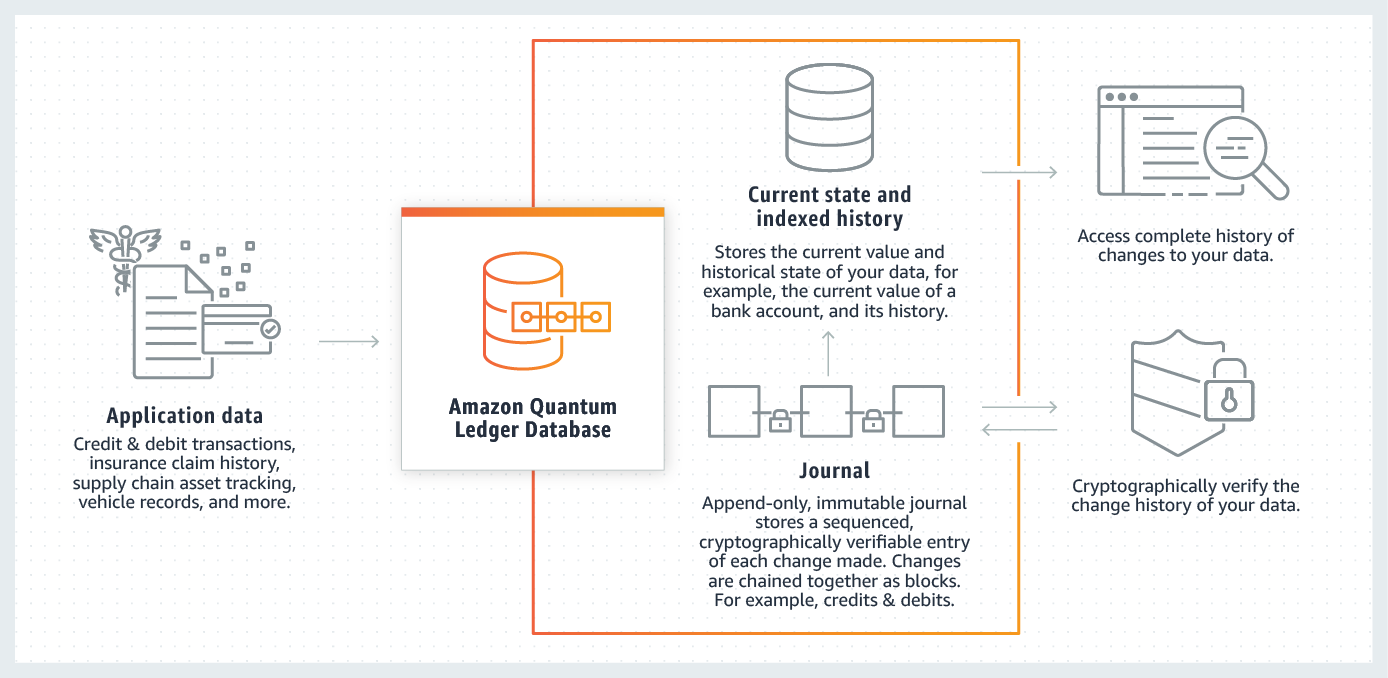 Application data
Credit & debit transactions,
insurance claim history,
supply chain asset tracking,
vehicle records, and more.
Amazon Quantum
Ledger Database
Current state and
indexed history
Stores the current value and
historical state of your data, for
example, the current value of a
bank account, and its history.
Journal
Append-only, immutable journal
stores a sequenced,
cryptographically verifiable entry
of each change made. Changes
are chained together as blocks.
For example, credits & debits.
Access complete history of
changes to your data.
Cryptographically verify the
change history of your data.